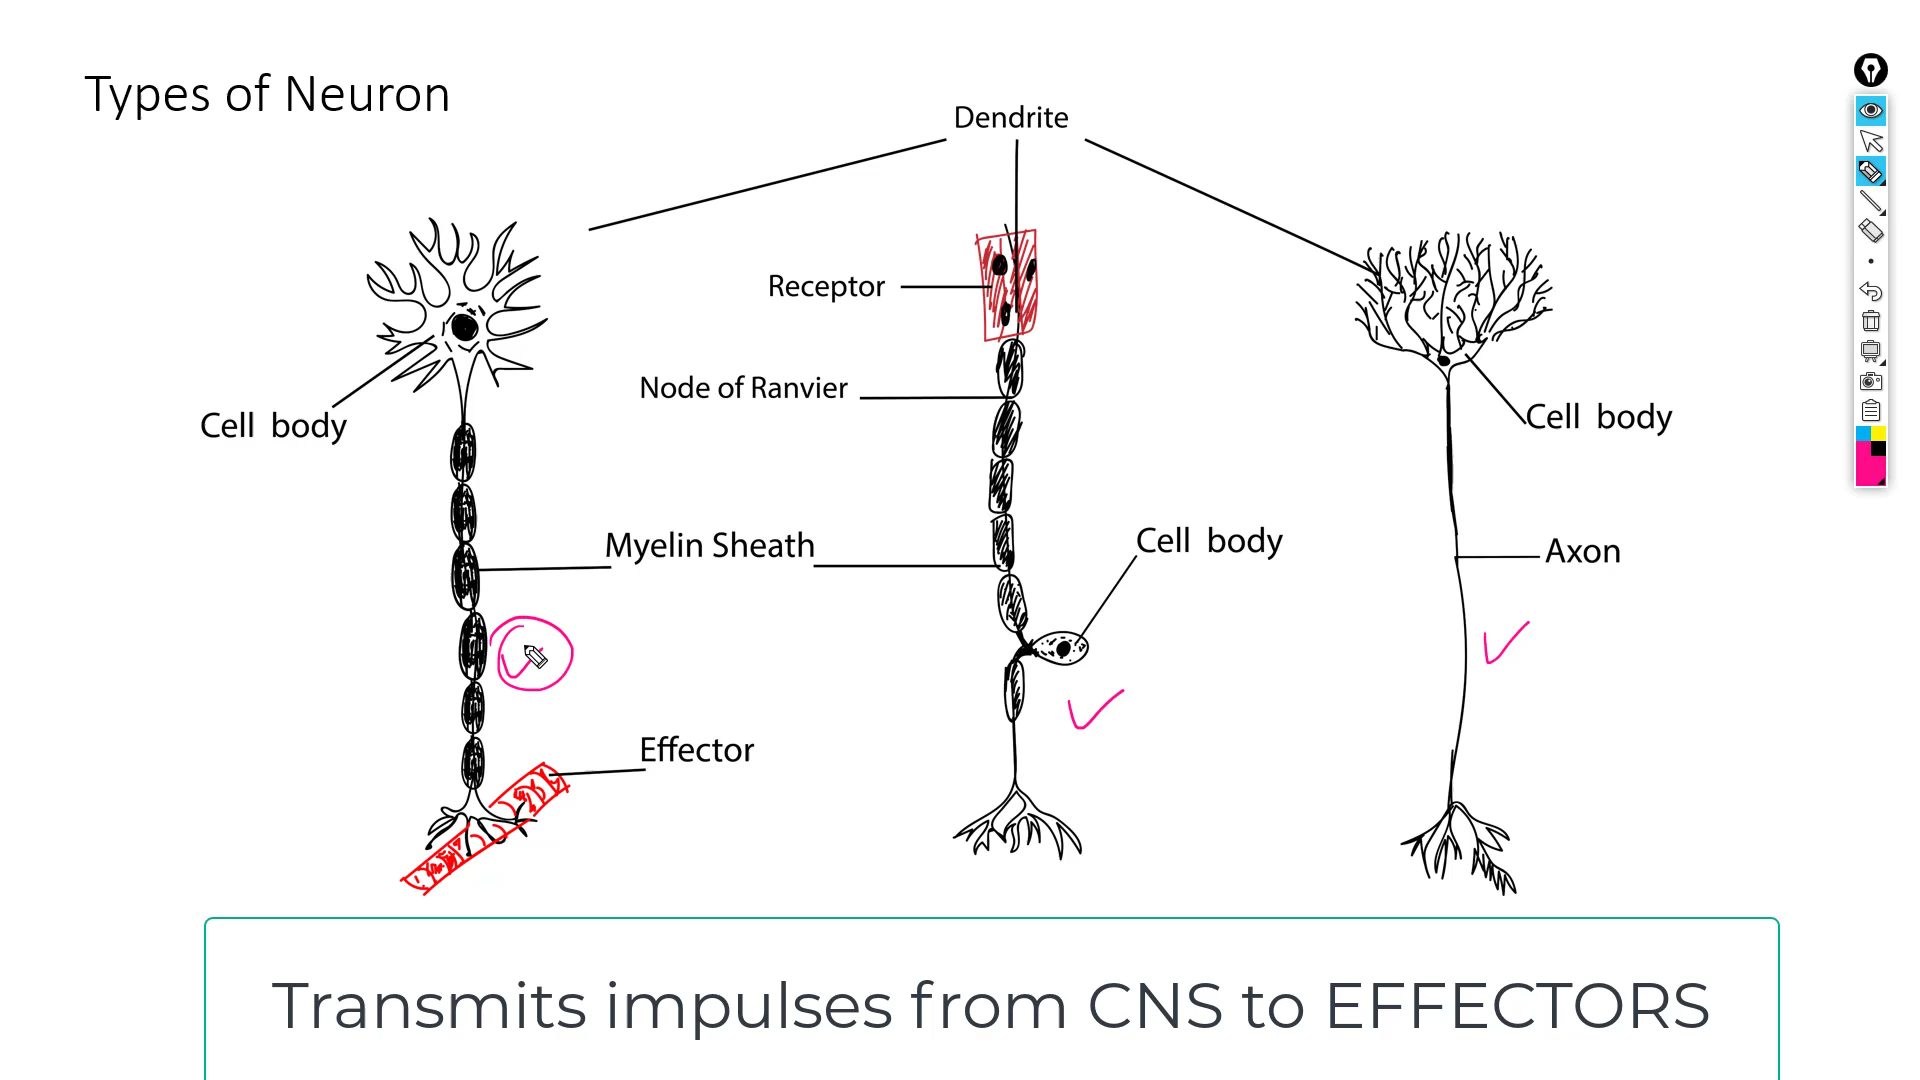 Types of Neuron
Dendrite
Receptor
Node of Ranvier
Cell body
Cell body
Myelin Sheath
Cell body
Axon
Effector
Transmits impulses from CNS to EFFECTORS